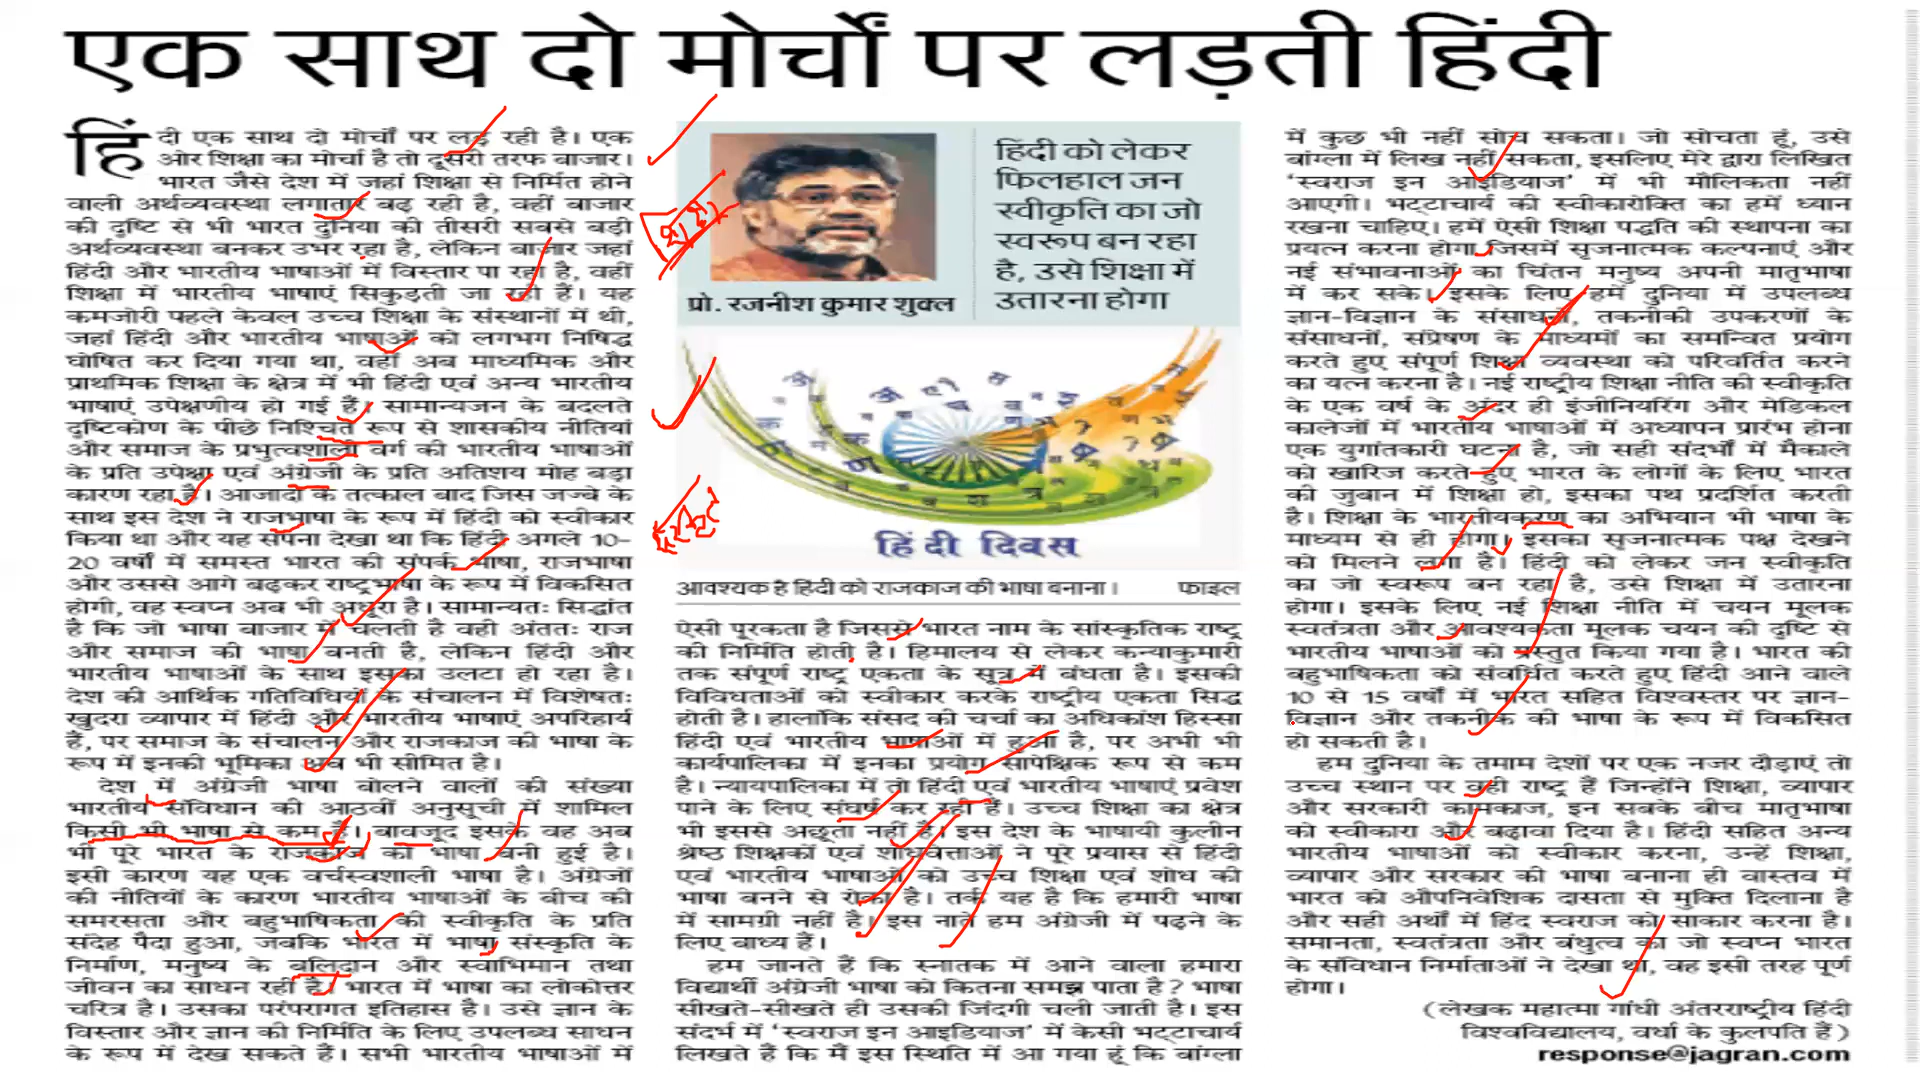 एक साथ दो मोर्चों पर लड़ती हिंदी
हिंदी एक साथ दो मोर्चों पर लड़ रही है। एक
ओर शिक्षा का मोर्चा है तो दूसरी तरफ बाजार।
भारत जैसे देश में जहां शिक्षा से निर्मित होने
वाली अर्थव्यवस्था लगातार बढ़ रही है, वहीं बाजार
की दृष्टि से भी भारत दुनिया की तीसरी सबसे बड़ी
अर्थव्यवस्था बनकर उभर रहा है, लेकिन बाजार जहां
हिंदी और भारतीय भाषाओं में विस्तार पा रहा है, वहीं
शिक्षा में भारतीय भाषाएं सिकुड़ती जा रही हैं। यह
कमजोरी पहले केवल उच्च शिक्षा के संस्थानों में थी,
जहां हिंदी और भारतीय भाषाओं को लगभग निषिद्ध
घोषित कर दिया गया था, वहीं अब माध्यमिक और
प्राथमिक शिक्षा के क्षेत्र में भी हिंदी एवं अन्य भारतीय
भाषाएं उपेक्षणीय हो गई हैं। सामान्यजन के बदलते
दृष्टिकोण के पीछे निश्चित रूप से शासकीय नीतियां
और समाज के प्रभुत्वशाली वर्ग की भारतीय भाषाओं
के प्रति उपेक्षा एवं अंग्रेजी के प्रति अतिशय मोह बड़ा
कारण रहा है। आजादी के तत्काल बाद जिस जज्बे के
साथ इस देश ने राजभाषा के रूप में हिंदी को स्वीकार
किया था और यह सपना देखा था कि हिंदी अगले 10-
20 वर्षों में समस्त भारत की संपर्क भाषा, राजभाषा
और उससे आगे बढ़कर राष्ट्रभाषा के रूप में विकसित
होगी, वह स्वप्न अब भी अधूरा है। सामान्यतः सिद्धांत
है कि जो भाषा बाजार में चलती है वही अंततः राज
और समाज की भाषा बनती है, लेकिन हिंदी और
भारतीय भाषाओं के साथ इसका उलटा हो रहा है।
देश की आर्थिक गतिविधियों के संचालन में विशेषतः
खुदरा व्यापार में हिंदी और भारतीय भाषाएं अपरिहार्य
हैं, पर समाज के संचालन और राजकाज की भाषा के
रूप में इनकी भूमिका अब भी सीमित है।
देश में अंग्रेजी भाषा बोलने वालों की संख्या
भारतीय संविधान की आठवीं अनुसूची में शामिल
किसी भी भाषा से कम है। बावजूद इसके वह अब
भी पूरे भारत के राजकाज की भाषा बनी हुई है।
इसी कारण यह एक वर्चस्वशाली भाषा है। अंग्रेजों
की नीतियों के कारण भारतीय भाषाओं के बीच की
समरसता और बहुभाषिकता की स्वीकृति के प्रति
संदेह पैदा हुआ, जबकि भारत में भाषा संस्कृति के
निर्माण, मनुष्य के बलिदान और स्वाभिमान तथा
जीवन का साधन रही है। भारत में भाषा का लोकोत्तर
चरित्र है। उसका परंपरागत इतिहास है। उसे ज्ञान के
विस्तार और ज्ञान की निर्मिति के लिए उपलब्ध साधन
के रूप में देख सकते हैं। सभी भारतीय भाषाओं में
प्रो. रजनीश कुमार शुक्ल
हिंदी को लेकर
फिलहाल जन
स्वीकृति का जो
स्वरूप बन रहा
है, उसे शिक्षा में
उतारना होगा
हिंदी दिवस
आवश्यक है हिंदी को राजकाज की भाषा बनाना। फाइल
ऐसी पूरकता है जिससे भारत नाम के सांस्कृतिक राष्ट्र
की निर्मिति होती है। हिमालय से लेकर कन्याकुमारी
तक संपूर्ण राष्ट्र एकता के सूत्र में बंधता है। इसकी
विविधताओं को स्वीकार करके राष्ट्रीय एकता सिद्ध
होती है। हालांकि संसद की चर्चा का अधिकांश हिस्सा
हिंदी एवं भारतीय भाषाओं में हुआ है, पर अभी भी
कार्यपालिका में इनका प्रयोग सापेक्षिक रूप से कम
है। न्यायपालिका में तो हिंदी एवं भारतीय भाषाएं प्रवेश
पाने के लिए संघर्ष कर रही हैं। उच्च शिक्षा का क्षेत्र
भी इससे अछूता नहीं है। इस देश के भाषायी कुलीन
श्रेष्ठ शिक्षकों एवं शोधवेत्ताओं ने पूरे प्रयास से हिंदी
एवं भारतीय भाषाओं को उच्च शिक्षा एवं शोध की
भाषा बनने से रोका है। तर्क यह है कि हमारी भाषा
में सामग्री नहीं है। इस नाते हम अंग्रेजी में पढ़ने के
लिए बाध्य हैं।
हम जानते हैं कि स्नातक में आने वाला हमारा
विद्यार्थी अंग्रेजी भाषा को कितना समझ पाता है? भाषा
सीखते-सीखते ही उसकी जिंदगी चली जाती है। इस
संदर्भ में ‘स्वराज इन आइडियाज’ में केसी भट्टाचार्य
लिखते हैं कि मैं इस स्थिति में आ गया हूं कि बांग्ला
में कुछ भी नहीं सोच सकता। जो सोचता हूं, उसे
बांग्ला में लिख नहीं सकता, इसलिए मेरे द्वारा लिखित
‘स्वराज इन आइडियाज’ में भी मौलिकता नहीं
आएगी। भट्टाचार्य की स्वीकारोक्ति का हमें ध्यान
रखना चाहिए। हमें ऐसी शिक्षा पद्धति की स्थापना का
प्रयत्न करना होगा जिसमें सृजनात्मक कल्पनाएं और
नई संभावनाओं का चिंतन मनुष्य अपनी मातृभाषा
में कर सके। इसके लिए हमें दुनिया में उपलब्ध
ज्ञान-विज्ञान के संसाधनों, तकनीकी उपकरणों के
संसाधनों, संप्रेषण के माध्यमों का समन्वित प्रयोग
करते हुए संपूर्ण शिक्षा व्यवस्था को परिवर्तित करने
का यत्न करना है। नई राष्ट्रीय शिक्षा नीति की स्वीकृति
के एक वर्ष के अंदर ही इंजीनियरिंग और मेडिकल
कालेजों में भारतीय भाषाओं में अध्यापन प्रारंभ होना
एक युगांतकारी घटना है, जो सही संदर्भों में मैकाले
को खारिज करते हुए भारत के लोगों के लिए भारत
की जुबान में शिक्षा हो, इसका पथ प्रदर्शित करती
है। शिक्षा के भारतीयकरण का अभियान भी भाषा के
माध्यम से ही होगा। इसका सृजनात्मक पक्ष देखने
को मिलने लगा है। हिंदी को लेकर जन स्वीकृति
का जो स्वरूप बन रहा है, उसे शिक्षा में उतारना
होगा। इसके लिए नई शिक्षा नीति में चयन मूलक
स्वतंत्रता और आवश्यकता मूलक चयन की दृष्टि से
भारतीय भाषाओं को प्रस्तुत किया गया है। भारत की
बहुभाषिकता को संवर्धित करते हुए हिंदी आने वाले
10 से 15 वर्षों में भारत सहित विश्वस्तर पर ज्ञान-
विज्ञान और तकनीक की भाषा के रूप में विकसित
हो सकती है।
हम दुनिया के तमाम देशों पर एक नजर दौड़ाएं तो
उच्च स्थान पर वही राष्ट्र हैं जिन्होंने शिक्षा, व्यापार
और सरकारी कामकाज, इन सबके बीच मातृभाषा
को स्वीकारा और बढ़ावा दिया है। हिंदी सहित अन्य
भारतीय भाषाओं को स्वीकार करना, उन्हें शिक्षा,
व्यापार और सरकार की भाषा बनाना ही वास्तव में
भारत को औपनिवेशिक दासता से मुक्ति दिलाना है
और सही अर्थों में हिंद स्वराज को साकार करना है।
समानता, स्वतंत्रता और बंधुत्व का जो स्वप्न भारत
के संविधान निर्माताओं ने देखा था, वह इसी तरह पूर्ण
होगा।
(लेखक महात्मा गांधी अंतरराष्ट्रीय हिंदी
विश्वविद्यालय, वर्धा के कुलपति हैं)
response@jagran.com